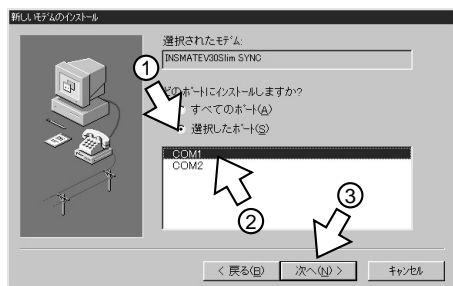 新しいモデムのインストール
選択されたモデム:
INSMATEV30Slim SYNC
①
どのポートにインストールしますか?
すべてのポート(A)
選択したポート(S)
COM1
COM2
②
③
< 戻る(B)
次へ(N) >
キャンセル